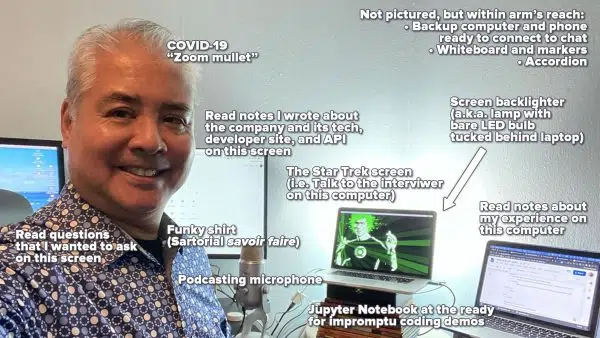 Not pictured, but within arm's reach:
• Backup computer and phone
ready to connect to chat
• Whiteboard and markers
• Accordion
COVID-19
"Zoom mullet"
Screen backlighter
(a.k.a. lamp with
bare LED bulb
tucked behind laptop)
Read notes I wrote about
the company and its tech,
developer site, and API
on this screen
The Star Trek screen
(i.e. Talk to the interviwer
on this computer)
Read notes about
my experience on
this computer
Read questions
that I wanted to ask
on this screen
Funky shirt
(Sartorial savoir faire)
Podcasting microphone
Jupyter Notebook at the ready
for impromptu coding demos